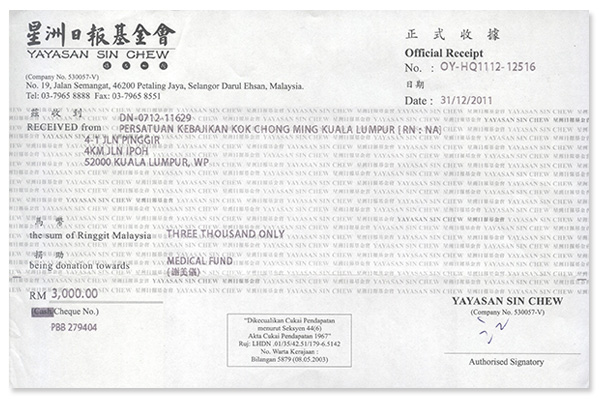 星洲日報基金會
YAYASAN SIN CHEW
(Company No. 530057-V)
No. 19, Jalan Semangat, 46200 Petaling Jaya, Selangor Darul Ehsan, Malaysia.
Tel: 03-7965 8888 Fax: 03-7965 8551
正式收據
Official Receipt
No. : OY-HQ1112-12516
日期
Date : 31/12/2011
茲收到
RECEIVED from
DN-0712-11629
PERSATUAN KEBAJIKAN KOK CHONG MING KUALA LUMPUR [ RN : NA]
4-1 JLN PINGGIR
4KM JLN IPOH
52000 KUALA LUMPUR, WP
馬幣
the sum of Ringgit Malaysia THREE THOUSAND ONLY
捐助
being donation towards MEDICAL FUND
(謝美儀)
RM 3,000.00
(Cash Cheque No.)
PBB 279404
"Dikecualikan Cukai Pendapatan
menurut Seksyen 44(6)
Akta Cukai Pendapatan 1967"
Ruj: LHDN .01/35/42.51/179-6.5142
No. Warta Kerajaan :
Bilangan 5879 (08.05.2003)
YAYASAN SIN CHEW
(Company No. 530057-V)
Authorised Signatory